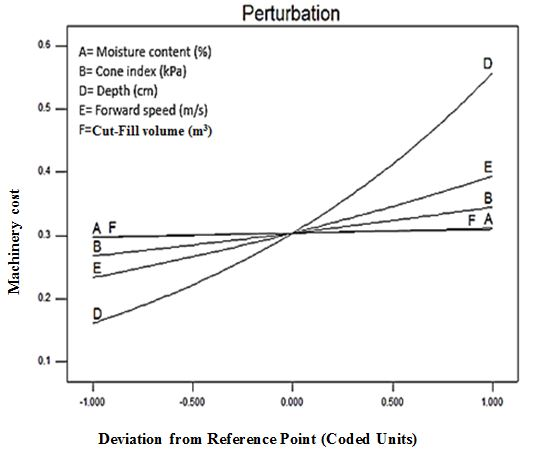 Perturbation
A= Moisture content (%)
B= Cone index (kPa)
D= Depth (cm)
E= Forward speed (m/s)
F=Cut-Fill volume (m³)
Machinery cost
0.6
0.5
0.4
0.3
0.2
0.1
A F
B
E
D
D
E
B
F A
-1.000
-0.500
0.000
0.500
1.000
Deviation from Reference Point (Coded Units)